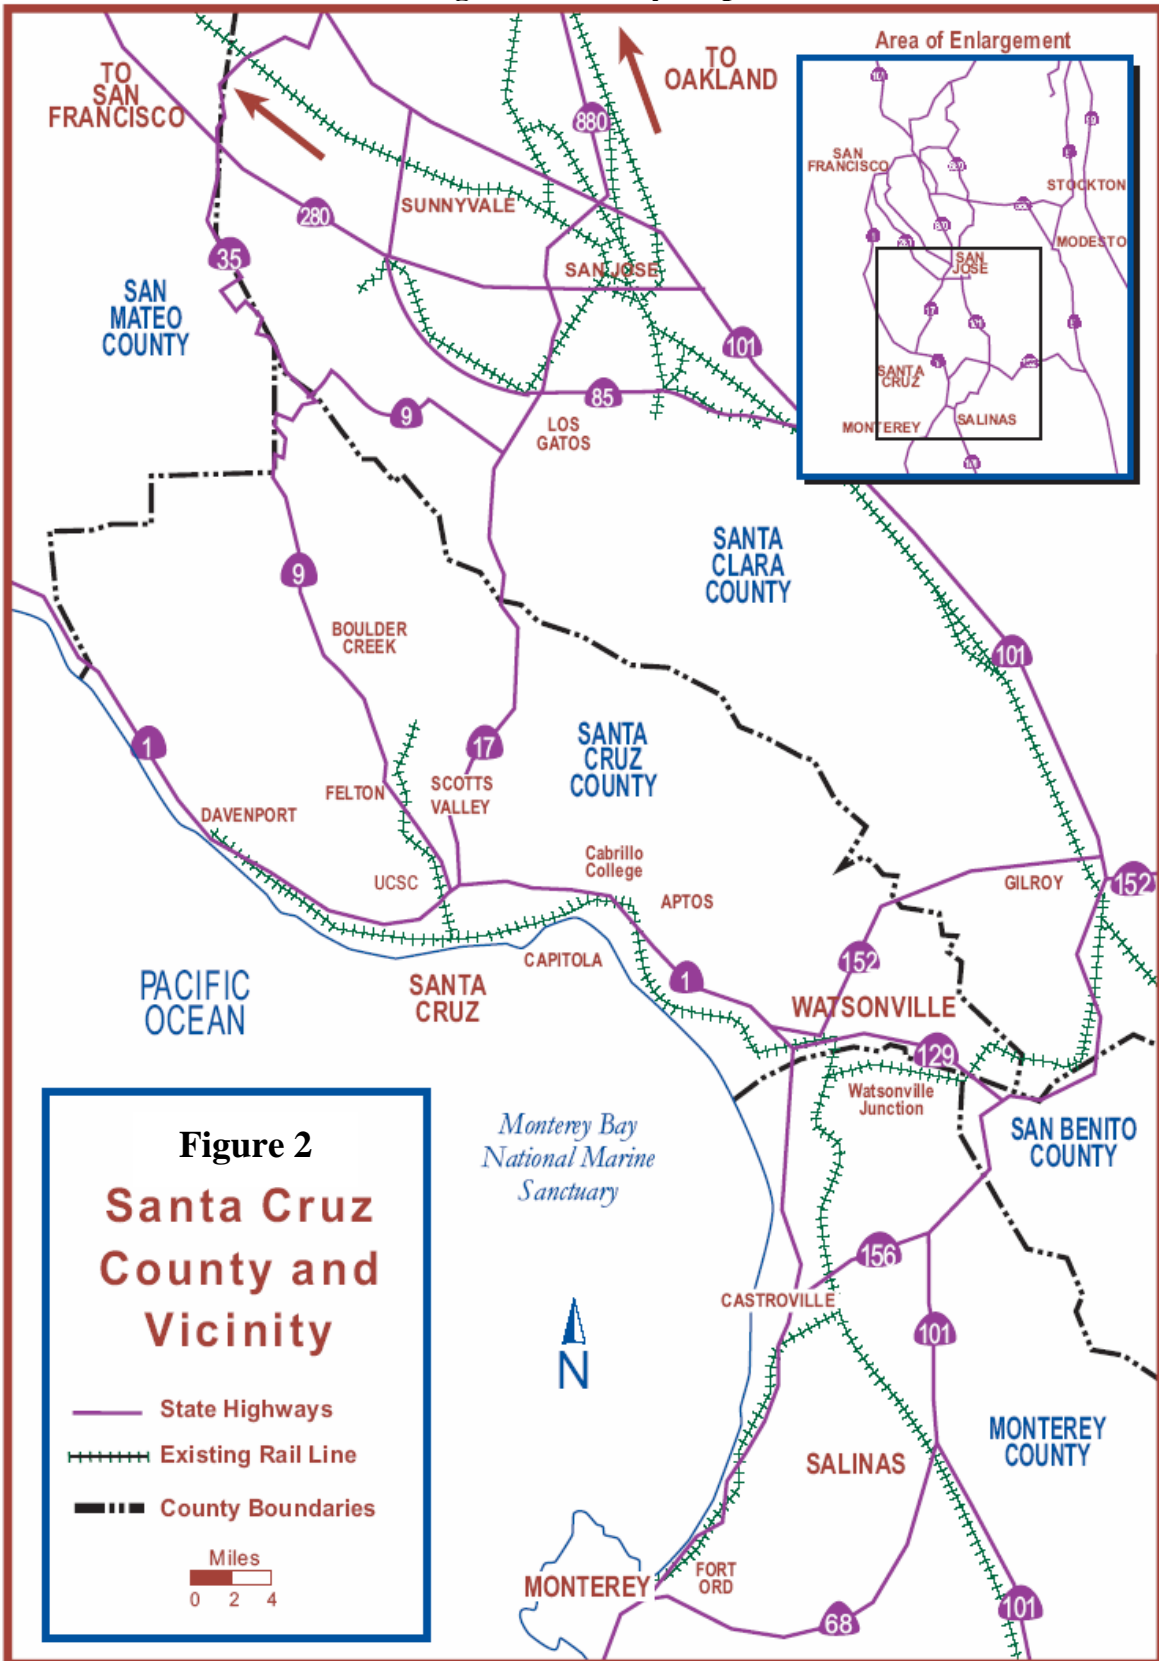 TO
SAN
FRANCISCO
TO
OAKLAND
880
280
SUNNYVALE
35
SAN JOSE
SAN
MATEO
COUNTY
101
9
85
LOS
GATOS
Area of Enlargement
SAN
FRANCISCO
STOCKTON
MODESTO
SAN
JOSE
17
SANTA
CRUZ
MONTEREY
SALINAS
SANTA
CLARA
COUNTY
9
BOULDER
CREEK
101
1
17
SANTA
CRUZ
COUNTY
FELTON
SCOTTS
VALLEY
DAVENPORT
UCSC
Cabrillo
College
APTOS
GILROY
152
CAPITOLA
152
1
PACIFIC
OCEAN
SANTA
CRUZ
WATSONVILLE
129
Watsonville
Junction
Monterey Bay
National Marine
Sanctuary
SAN BENITO
COUNTY
156
CASTROVILLE
101
N
SALINAS
MONTEREY
COUNTY
MONTEREY
FORT
ORD
68
101
Figure 2
Santa Cruz
County and
Vicinity
State Highways
Existing Rail Line
County Boundaries
Miles
0 2 4